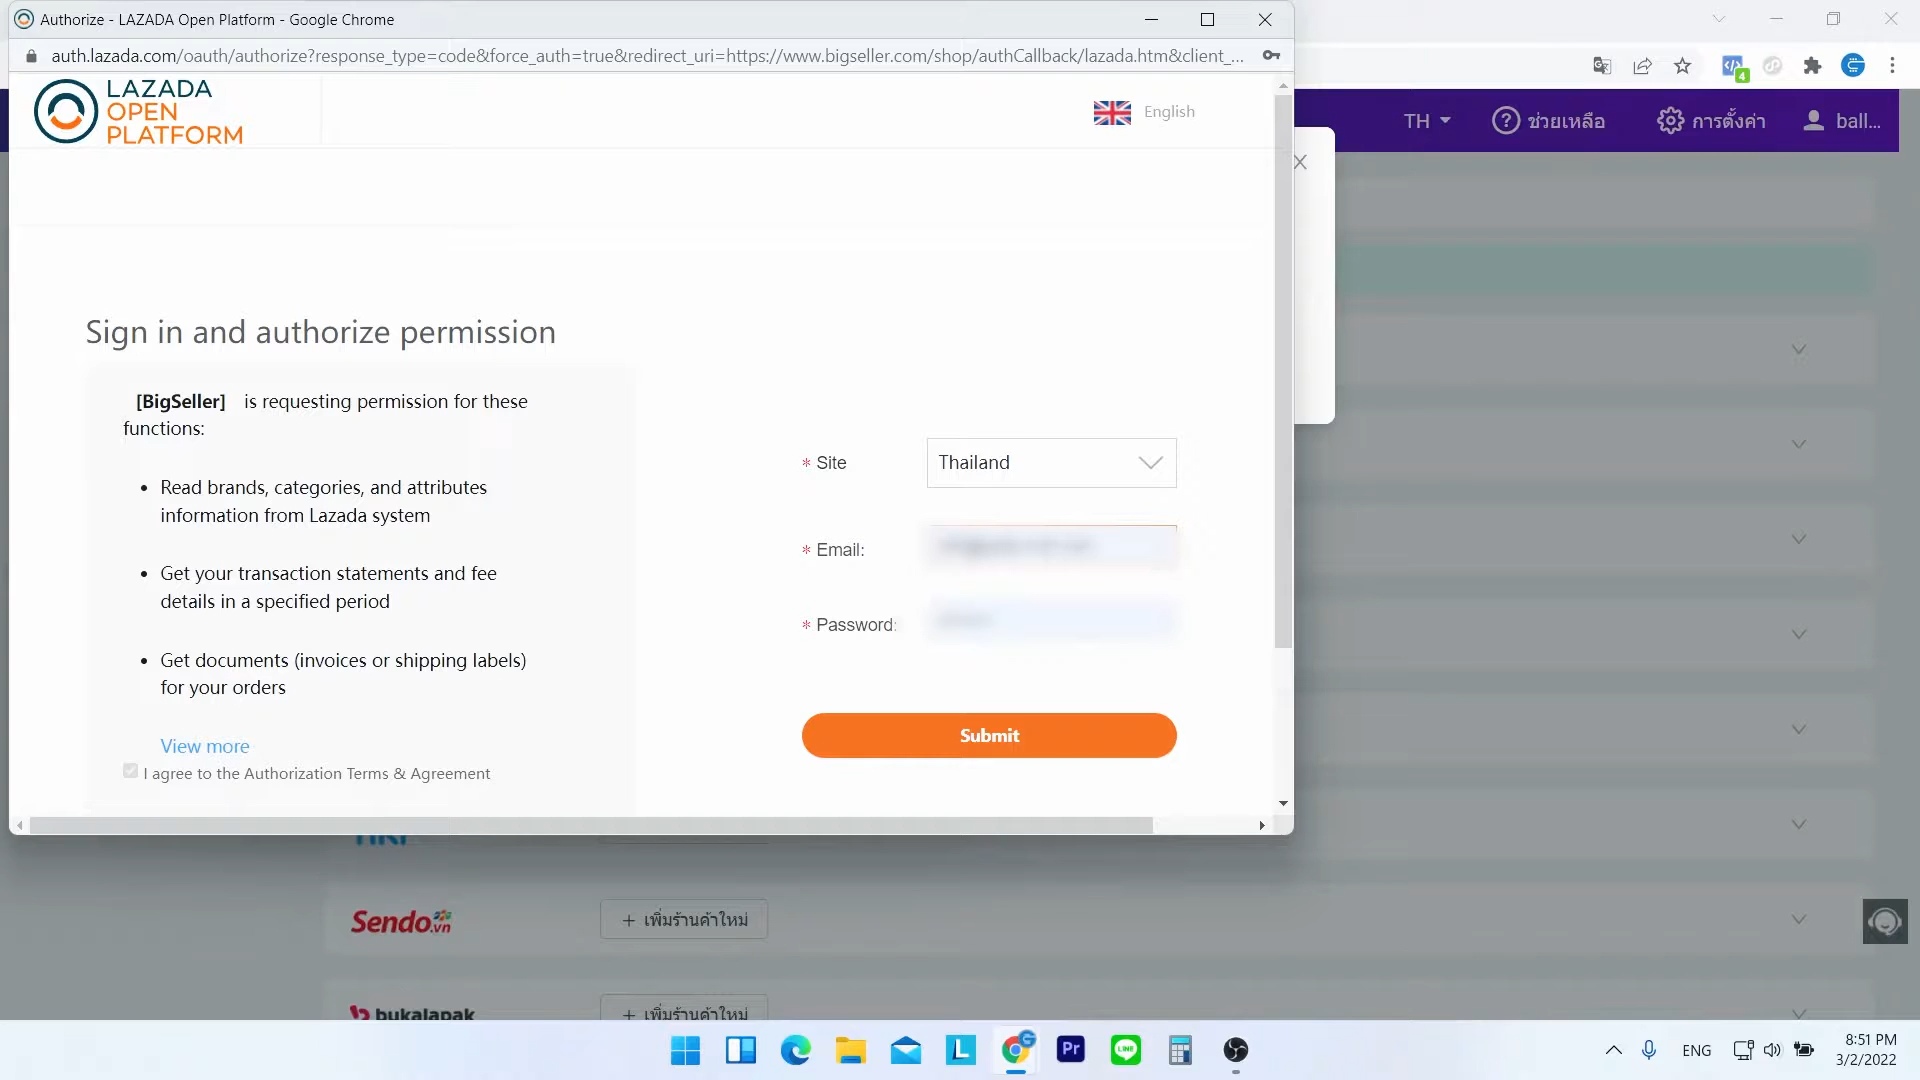 Authorize - LAZADA Open Platform - Google Chrome
auth.lazada.com/oauth/authorize?response_type=code&force_auth=true&redirect_uri=https://www.bigseller.com/shop/authCallback/lazada.htm&client_...
4
LAZADA
OPEN
PLATFORM
English
TH
ช่วยเหลือ
การตั้งค่า
ball...
Sign in and authorize permission
[BigSeller] is requesting permission for these
functions:
• Read brands, categories, and attributes
information from Lazada system
• Get your transaction statements and fee
details in a specified period
• Get documents (invoices or shipping labels)
for your orders
View more
I agree to the Authorization Terms & Agreement
* Site
Thailand
* Email:
* Password:
Submit
Sendo.vn
+ เพิ่มร้านค้าใหม่
bukalapak
+ เพิ่มร้านค้าใหม่
L
Pr
LINE
ENG
8:51 PM
3/2/2022